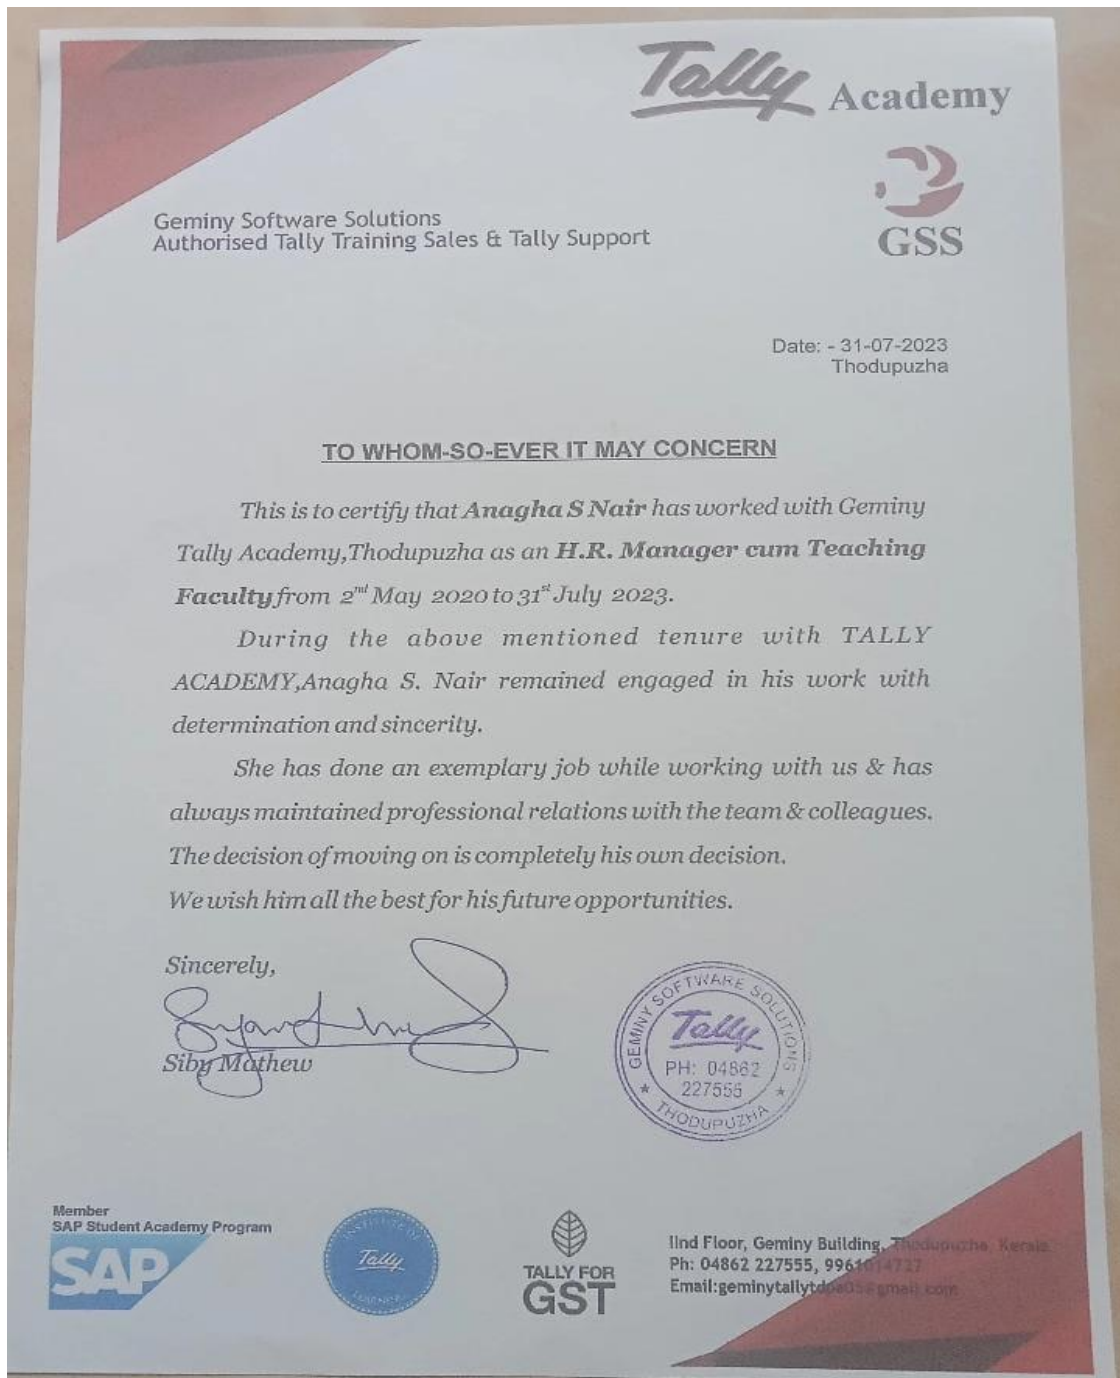 Tally Academy
GSS
Geminy Software Solutions
Authorised Tally Training Sales & Tally Support
Date: - 31-07-2023
Thodupuzha
TO WHOM-SO-EVER IT MAY CONCERN
This is to certify that Anagha S Nair has worked with Geminy
Tally Academy,Thodupuzha as an H.R. Manager cum Teaching
Faculty from 2nd May 2020 to 31st July 2023.
During the above mentioned tenure with TALLY
ACADEMY,Anagha S. Nair remained engaged in his work with
determination and sincerity.
She has done an exemplary job while working with us & has
always maintained professional relations with the team & colleagues.
The decision of moving on is completely his own decision.
We wish him all the best for his future opportunities.
Sincerely,
Siby Mathew
GEMINY SOFTWARE SOLUTIONS
Tally
PH: 04862
227555
THODUPUZHA
Member
SAP Student Academy Program
SAP
INSTITUTE OF
Tally
TALLY FOR
GST
IInd Floor, Geminy Building, Thodupuzha, Kerala
Ph: 04862 227555,